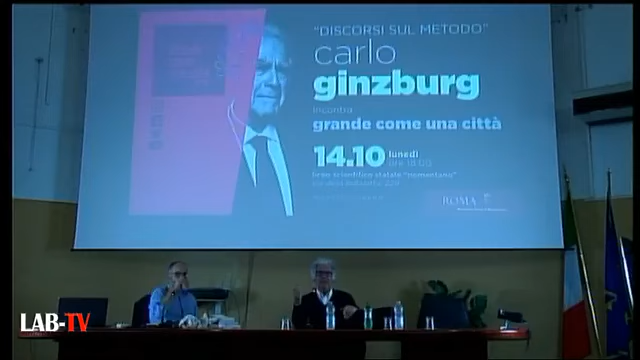 "DISCORSI SUL METODO"
carlo
ginzburg
incontra
grande come una città
14.10 lunedì
ore 18.00
liceo scientifico statale "nomentano"
ROMA
LAB-TV